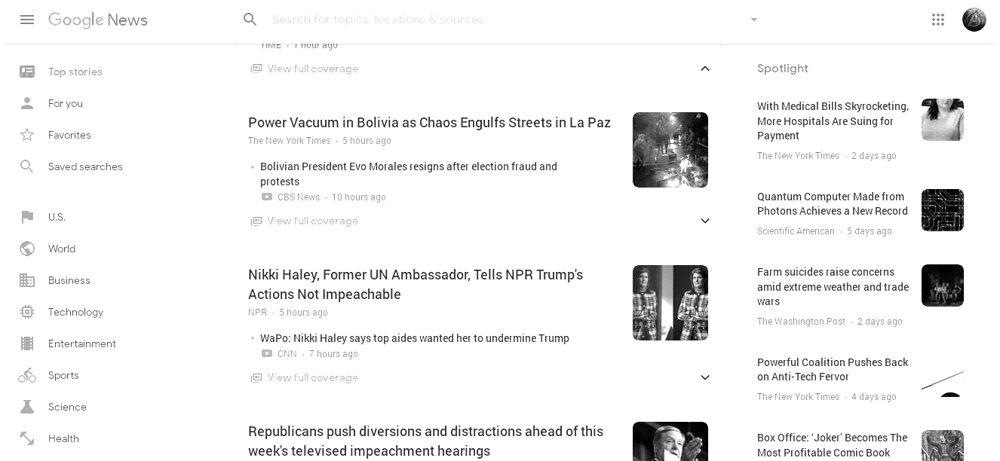 Google News
Search for topics, locations & sources
Top stories
For you
Favorites
Saved searches
U.S.
World
Business
Technology
Entertainment
Sports
Science
Health
TIME · 1 hour ago
View full coverage
Power Vacuum in Bolivia as Chaos Engulfs Streets in La Paz
The New York Times · 5 hours ago
Bolivian President Evo Morales resigns after election fraud and
protests
CBS News · 10 hours ago
View full coverage
Nikki Haley, Former UN Ambassador, Tells NPR Trump's
Actions Not Impeachable
NPR · 5 hours ago
WaPo: Nikki Haley says top aides wanted her to undermine Trump
CNN · 7 hours ago
View full coverage
Republicans push diversions and distractions ahead of this
week's televised impeachment hearings
Spotlight
With Medical Bills Skyrocketing,
More Hospitals Are Suing for
Payment
The New York Times · 2 days ago
Quantum Computer Made from
Photons Achieves a New Record
Scientific American · 5 days ago
Farm suicides raise concerns
amid extreme weather and trade
wars
The Washington Post · 2 days ago
Powerful Coalition Pushes Back
on Anti-Tech Fervor
The New York Times · 4 days ago
Box Office: ‘Joker’ Becomes The
Most Profitable Comic Book